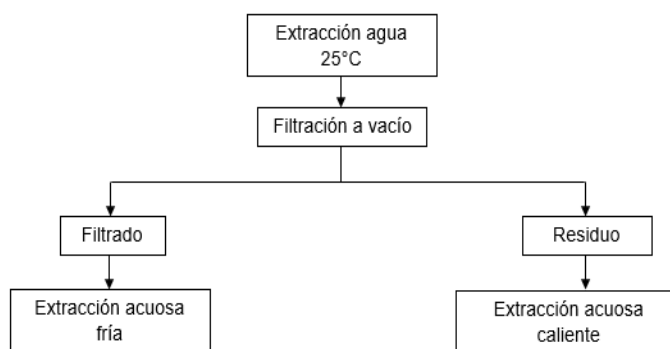 Extracción agua
25°C
Filtración a vacío
Filtrado
Residuo
Extracción acuosa
fría
Extracción acuosa
caliente